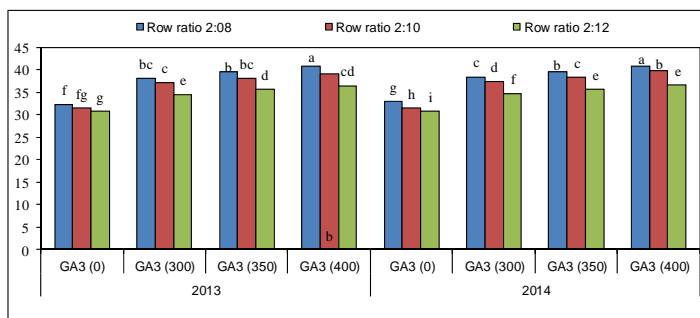 Row ratio 2:08 Row ratio 2:10 Row ratio 2:12
45
40
35
30
25
20
15
10
5
0
f fg g bc c e b bc d a cd g h i c d f b c e a b e
b
GA3 (0) GA3 (300) GA3 (350) GA3 (400) GA3 (0) GA3 (300) GA3 (350) GA3 (400)
2013 2014